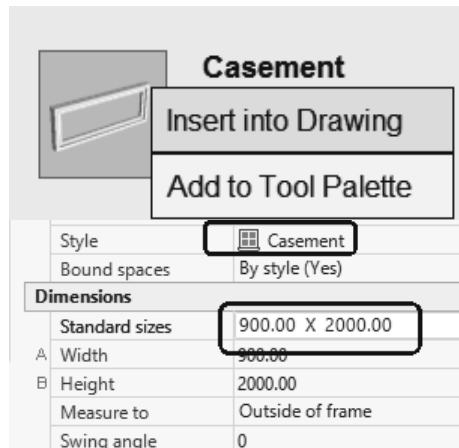 Casement
Insert into Drawing
Add to Tool Palette
Style Casement
Bound spaces By style (Yes)
Dimensions
Standard sizes 900.00 X 2000.00
A Width 900.00
B Height 2000.00
Measure to Outside of frame
Swing angle 0